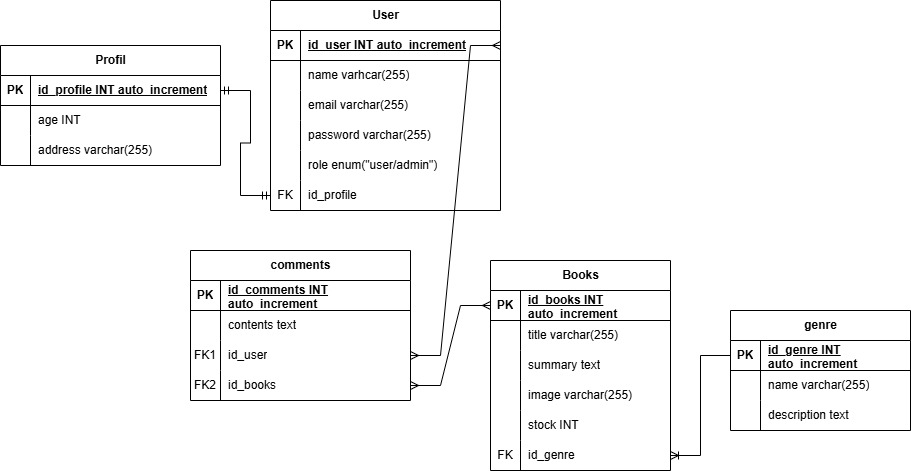 User
PK id_user INT auto_increment
name varhcar(255)
email varchar(255)
password varchar(255)
role enum("user/admin")
FK id_profile
Profil
PK id_profile INT auto_increment
age INT
address varchar(255)
comments
PK id_comments INT
auto_increment
contents text
FK1 id_user
FK2 id_books
Books
PK id_books INT
auto_increment
title varchar(255)
summary text
image varchar(255)
stock INT
FK id_genre
genre
PK id_genre INT
auto_increment
name varchar(255)
description text